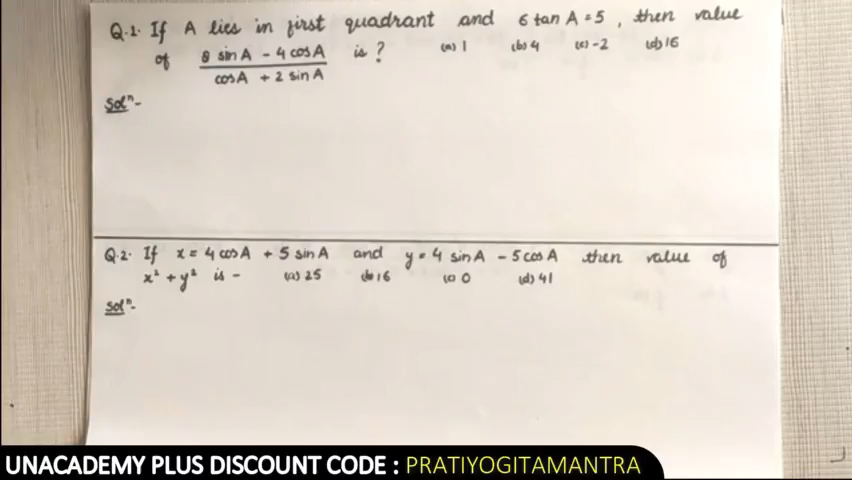 Q.1. If A lies in first quadrant and 6 tan A = 5, then value
of 8 sin A - 4 cos A / cos A + 2 sin A is ? (a) 1 (b) 4 (c) -2 (d) 16
Solⁿ-
Q.2. If x = 4 cos A + 5 sin A and y = 4 sin A - 5 cos A then value of
x² + y² is - (a) 25 (b) 16 (c) 0 (d) 41
Solⁿ-
UNACADEMY PLUS DISCOUNT CODE : PRATIYOGITAMANTRA